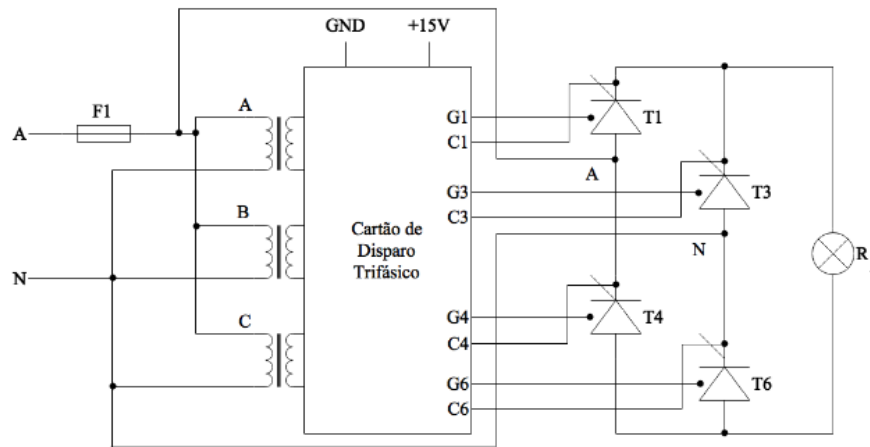 GND +15V
A
F1
A
G1
T1
C1
A
G3
T3
C3
B
Cartão de
Disparo
Trifásico
N
R
N
C
G4
T4
C4
G6
T6
C6